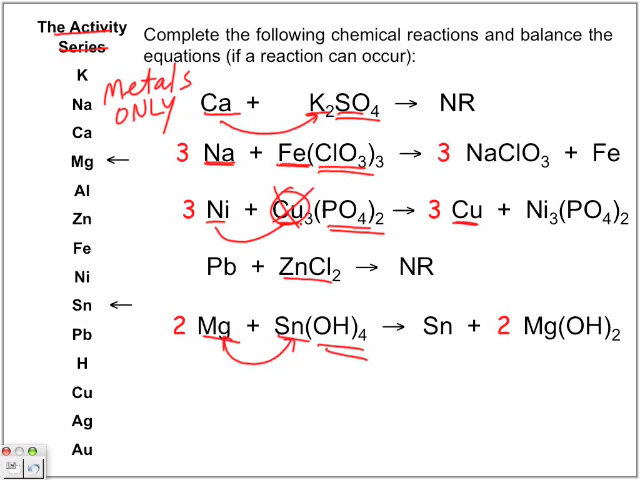 The Activity
Series
Complete the following chemical reactions and balance the
equations (if a reaction can occur):
K
Na
Ca
Mg ←
Al
Zn
Fe
Ni
Sn ←
Pb
H
Cu
Ag
Au
Metals
ONLY
Ca + K₂SO₄ → NR
3 Na + Fe(ClO₃)₃ → 3 NaClO₃ + Fe
3 Ni + Cu₃(PO₄)₂ → 3 Cu + Ni₃(PO₄)₂
Pb + ZnCl₂ → NR
2 Mg + Sn(OH)₄ → Sn + 2 Mg(OH)₂